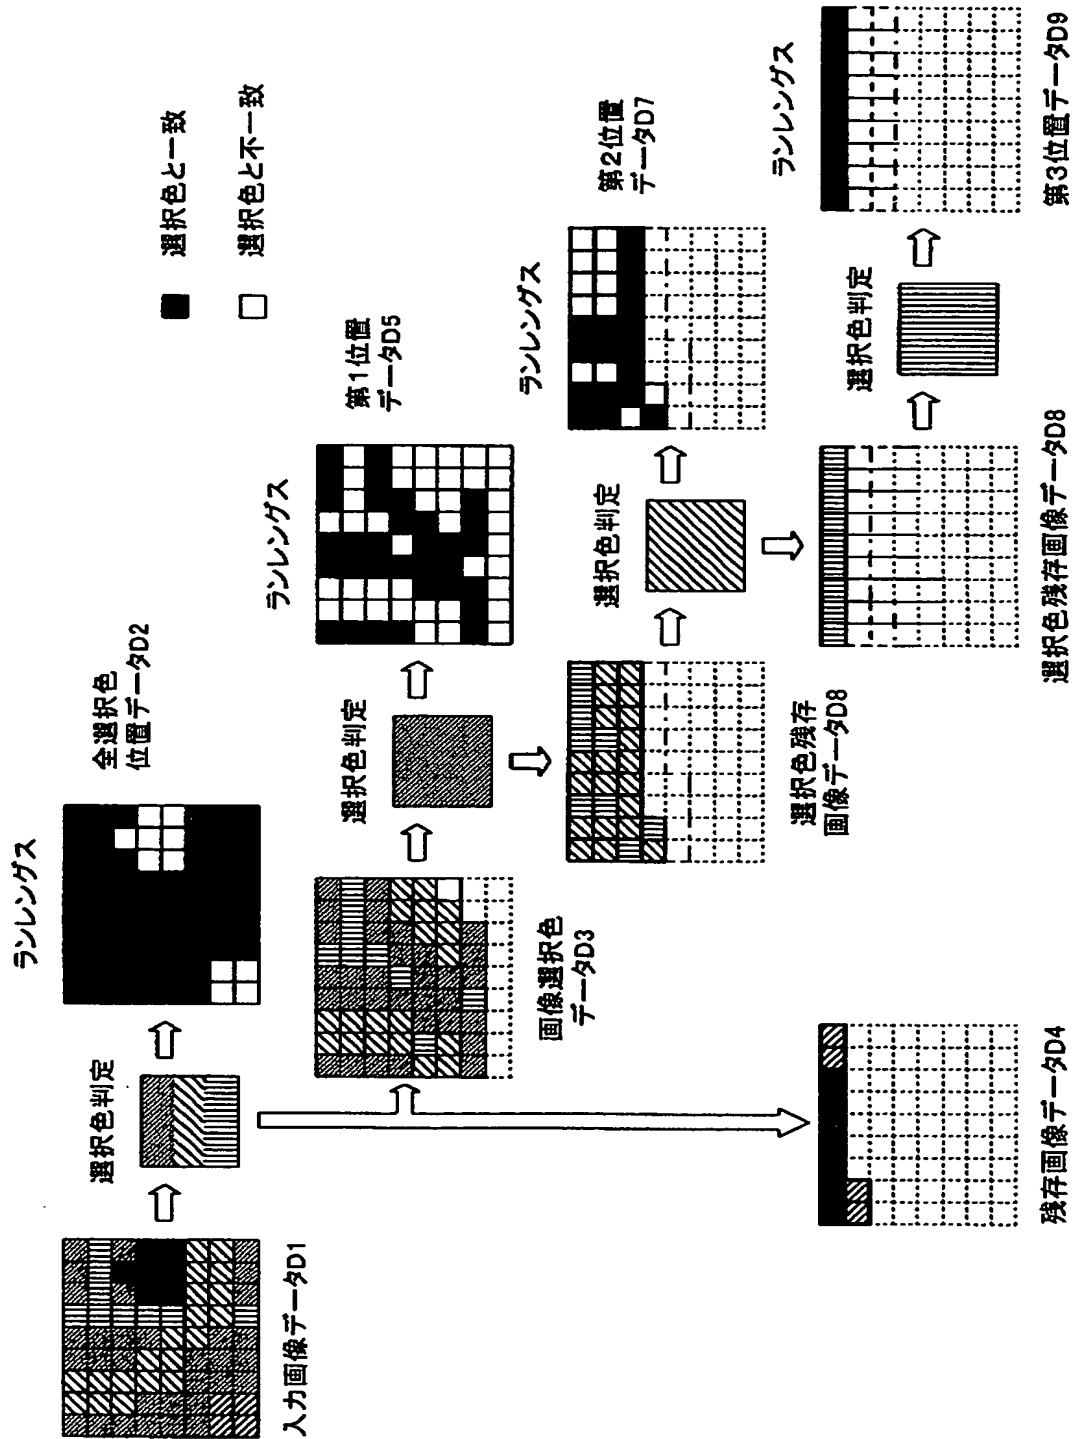 ランレングス
全選択色
位置データD2
選択色判定
入力画像データD1
選択色と一致
選択色と不一致
ランレングス
第1位置
データD5
選択色判定
画像選択色
データD3
ランレングス
第2位置
データD7
選択色判定
選択色残存
画像データD8
ランレングス
選択色判定
第3位置データD9
選択色残存画像データD8
残存画像データD4